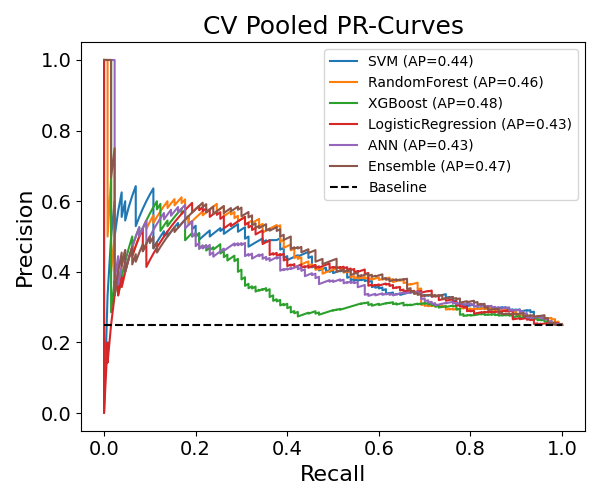 CV Pooled PR-Curves
SVM (AP=0.44)
RandomForest (AP=0.46)
XGBoost (AP=0.48)
LogisticRegression (AP=0.43)
ANN (AP=0.43)
Ensemble (AP=0.47)
Baseline
Precision
1.0
0.8
0.6
0.4
0.2
0.0
0.0 0.2 0.4 0.6 0.8 1.0
Recall